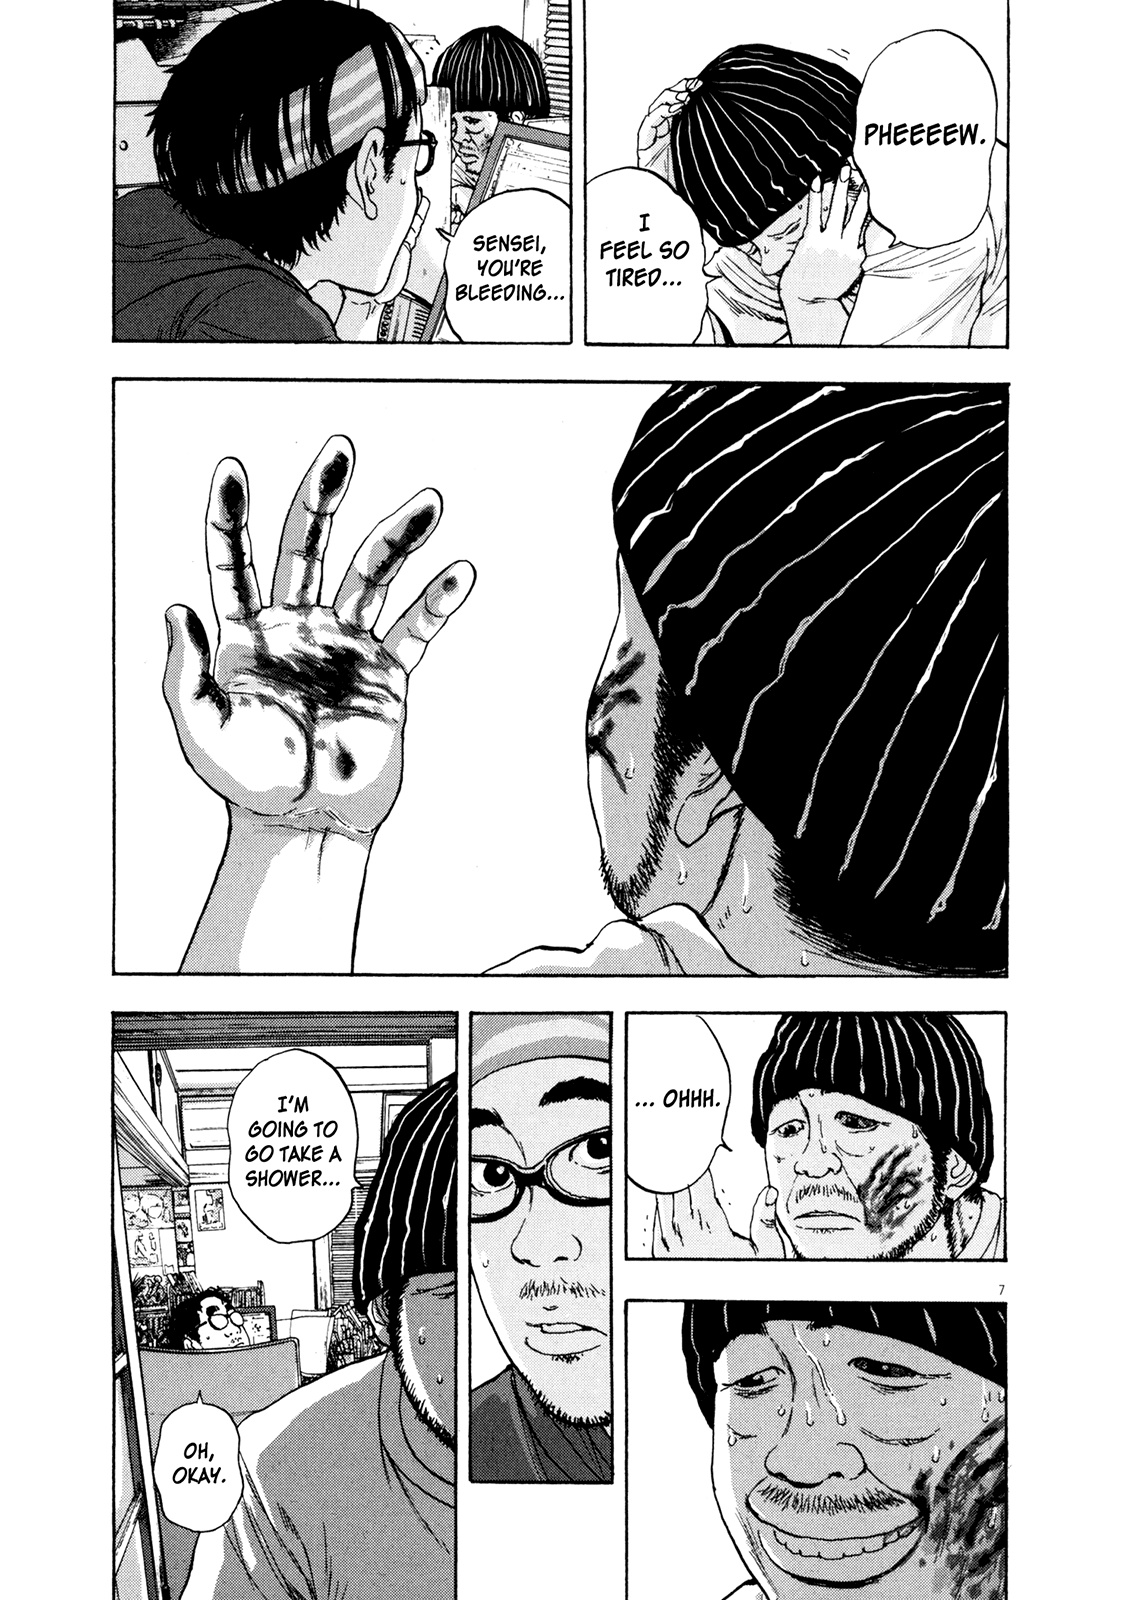 PHEEEEW.
I
FEEL SO
TIRED...
SENSEI,
YOU'RE
BLEEDING...
... OHHH.
7
I'M
GOING TO
GO TAKE A
SHOWER...
OH,
OKAY.